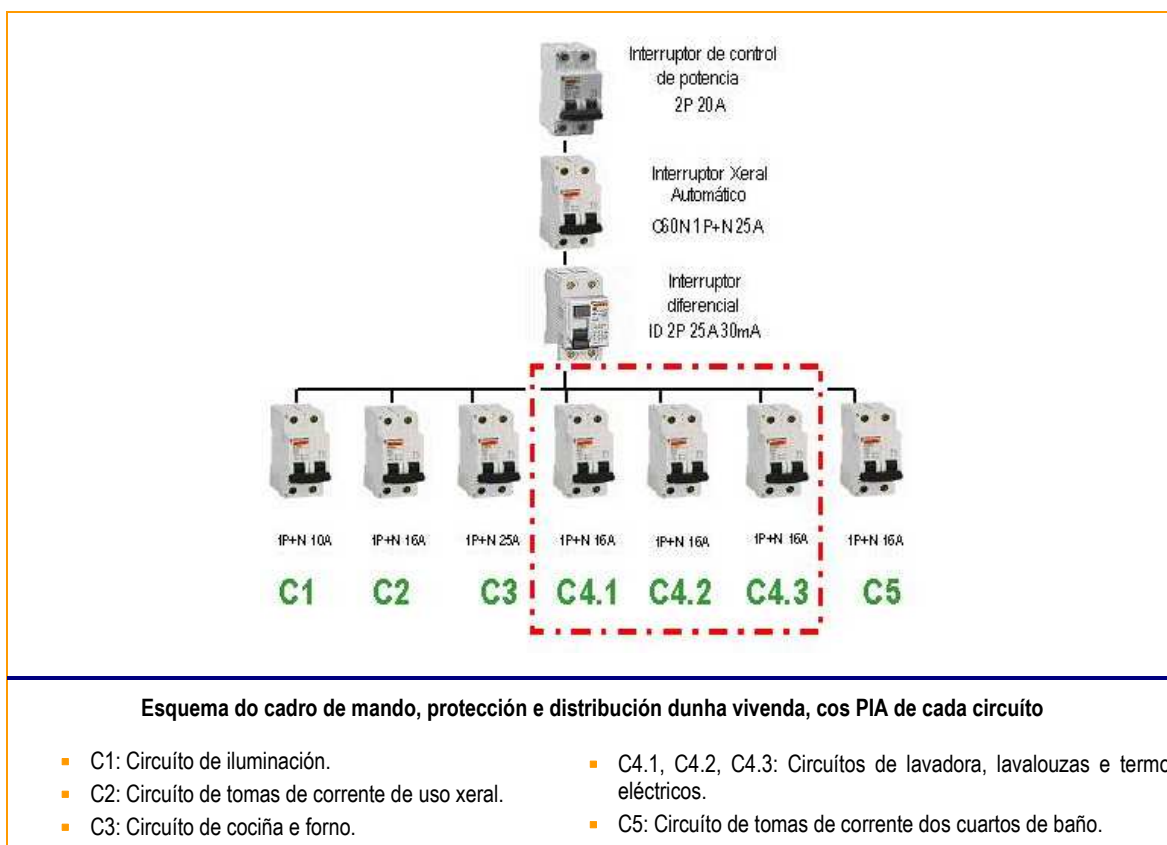 Interruptor de control
de potencia
2P 20A
Interruptor Xeral
Automático
C60N 1P+N 25A
Interruptor
diferencial
ID 2P 25A 30mA
1P+N 10A
1P+N 16A
1P+N 25A
1P+N 16A
1P+N 16A
1P+N 16A
1P+N 16A
C1
C2
C3
C4.1
C4.2
C4.3
C5
Esquema do cadro de mando, protección e distribución dunha vivenda, cos PIA de cada circuíto
C1: Circuíto de iluminación.
C2: Circuíto de tomas de corrente de uso xeral.
C3: Circuíto de cociña e forno.
C4.1, C4.2, C4.3: Circuítos de lavadora, lavalouzas e termo
eléctricos.
C5: Circuíto de tomas de corrente dos cuartos de baño.